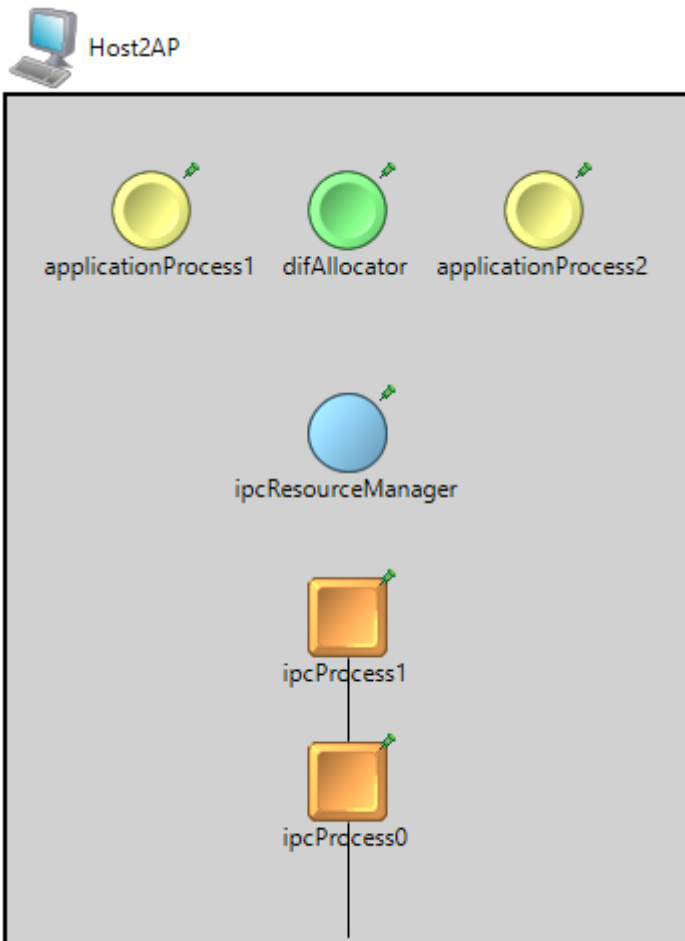 Host2AP
applicationProcess1 difAllocator applicationProcess2
ipcResourceManager
ipcProcess1
ipcProcess0